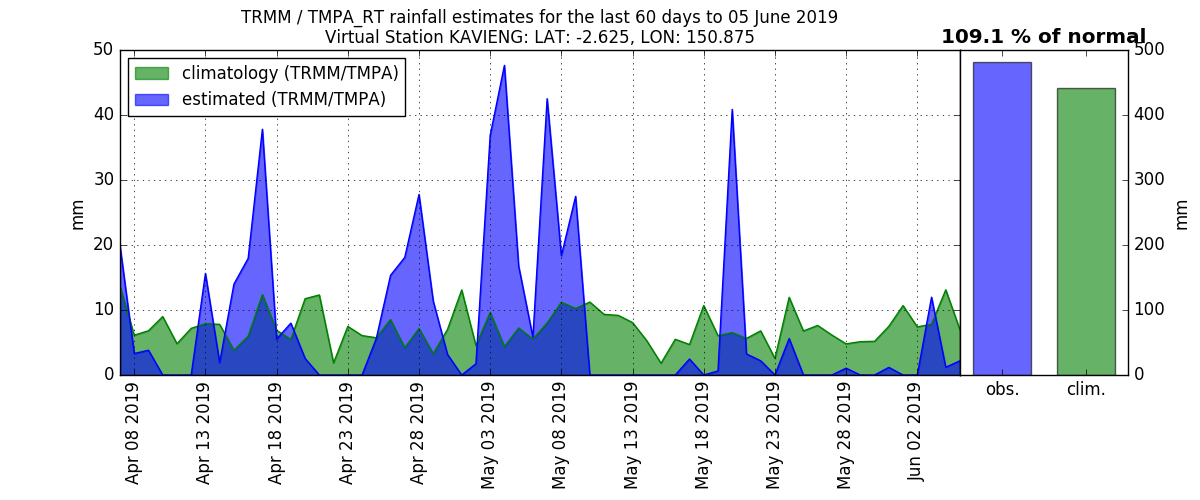 TRMM / TMPA_RT rainfall estimates for the last 60 days to 05 June 2019
Virtual Station KAVIENG: LAT: -2.625, LON: 150.875
109.1 % of normal
climatology (TRMM/TMPA)
estimated (TRMM/TMPA)
50
40
30
20
10
0
mm
Apr 08 2019
Apr 13 2019
Apr 18 2019
Apr 23 2019
Apr 28 2019
May 03 2019
May 08 2019
May 13 2019
May 18 2019
May 23 2019
May 28 2019
Jun 02 2019
obs.
clim.
500
400
300
200
100
0
mm